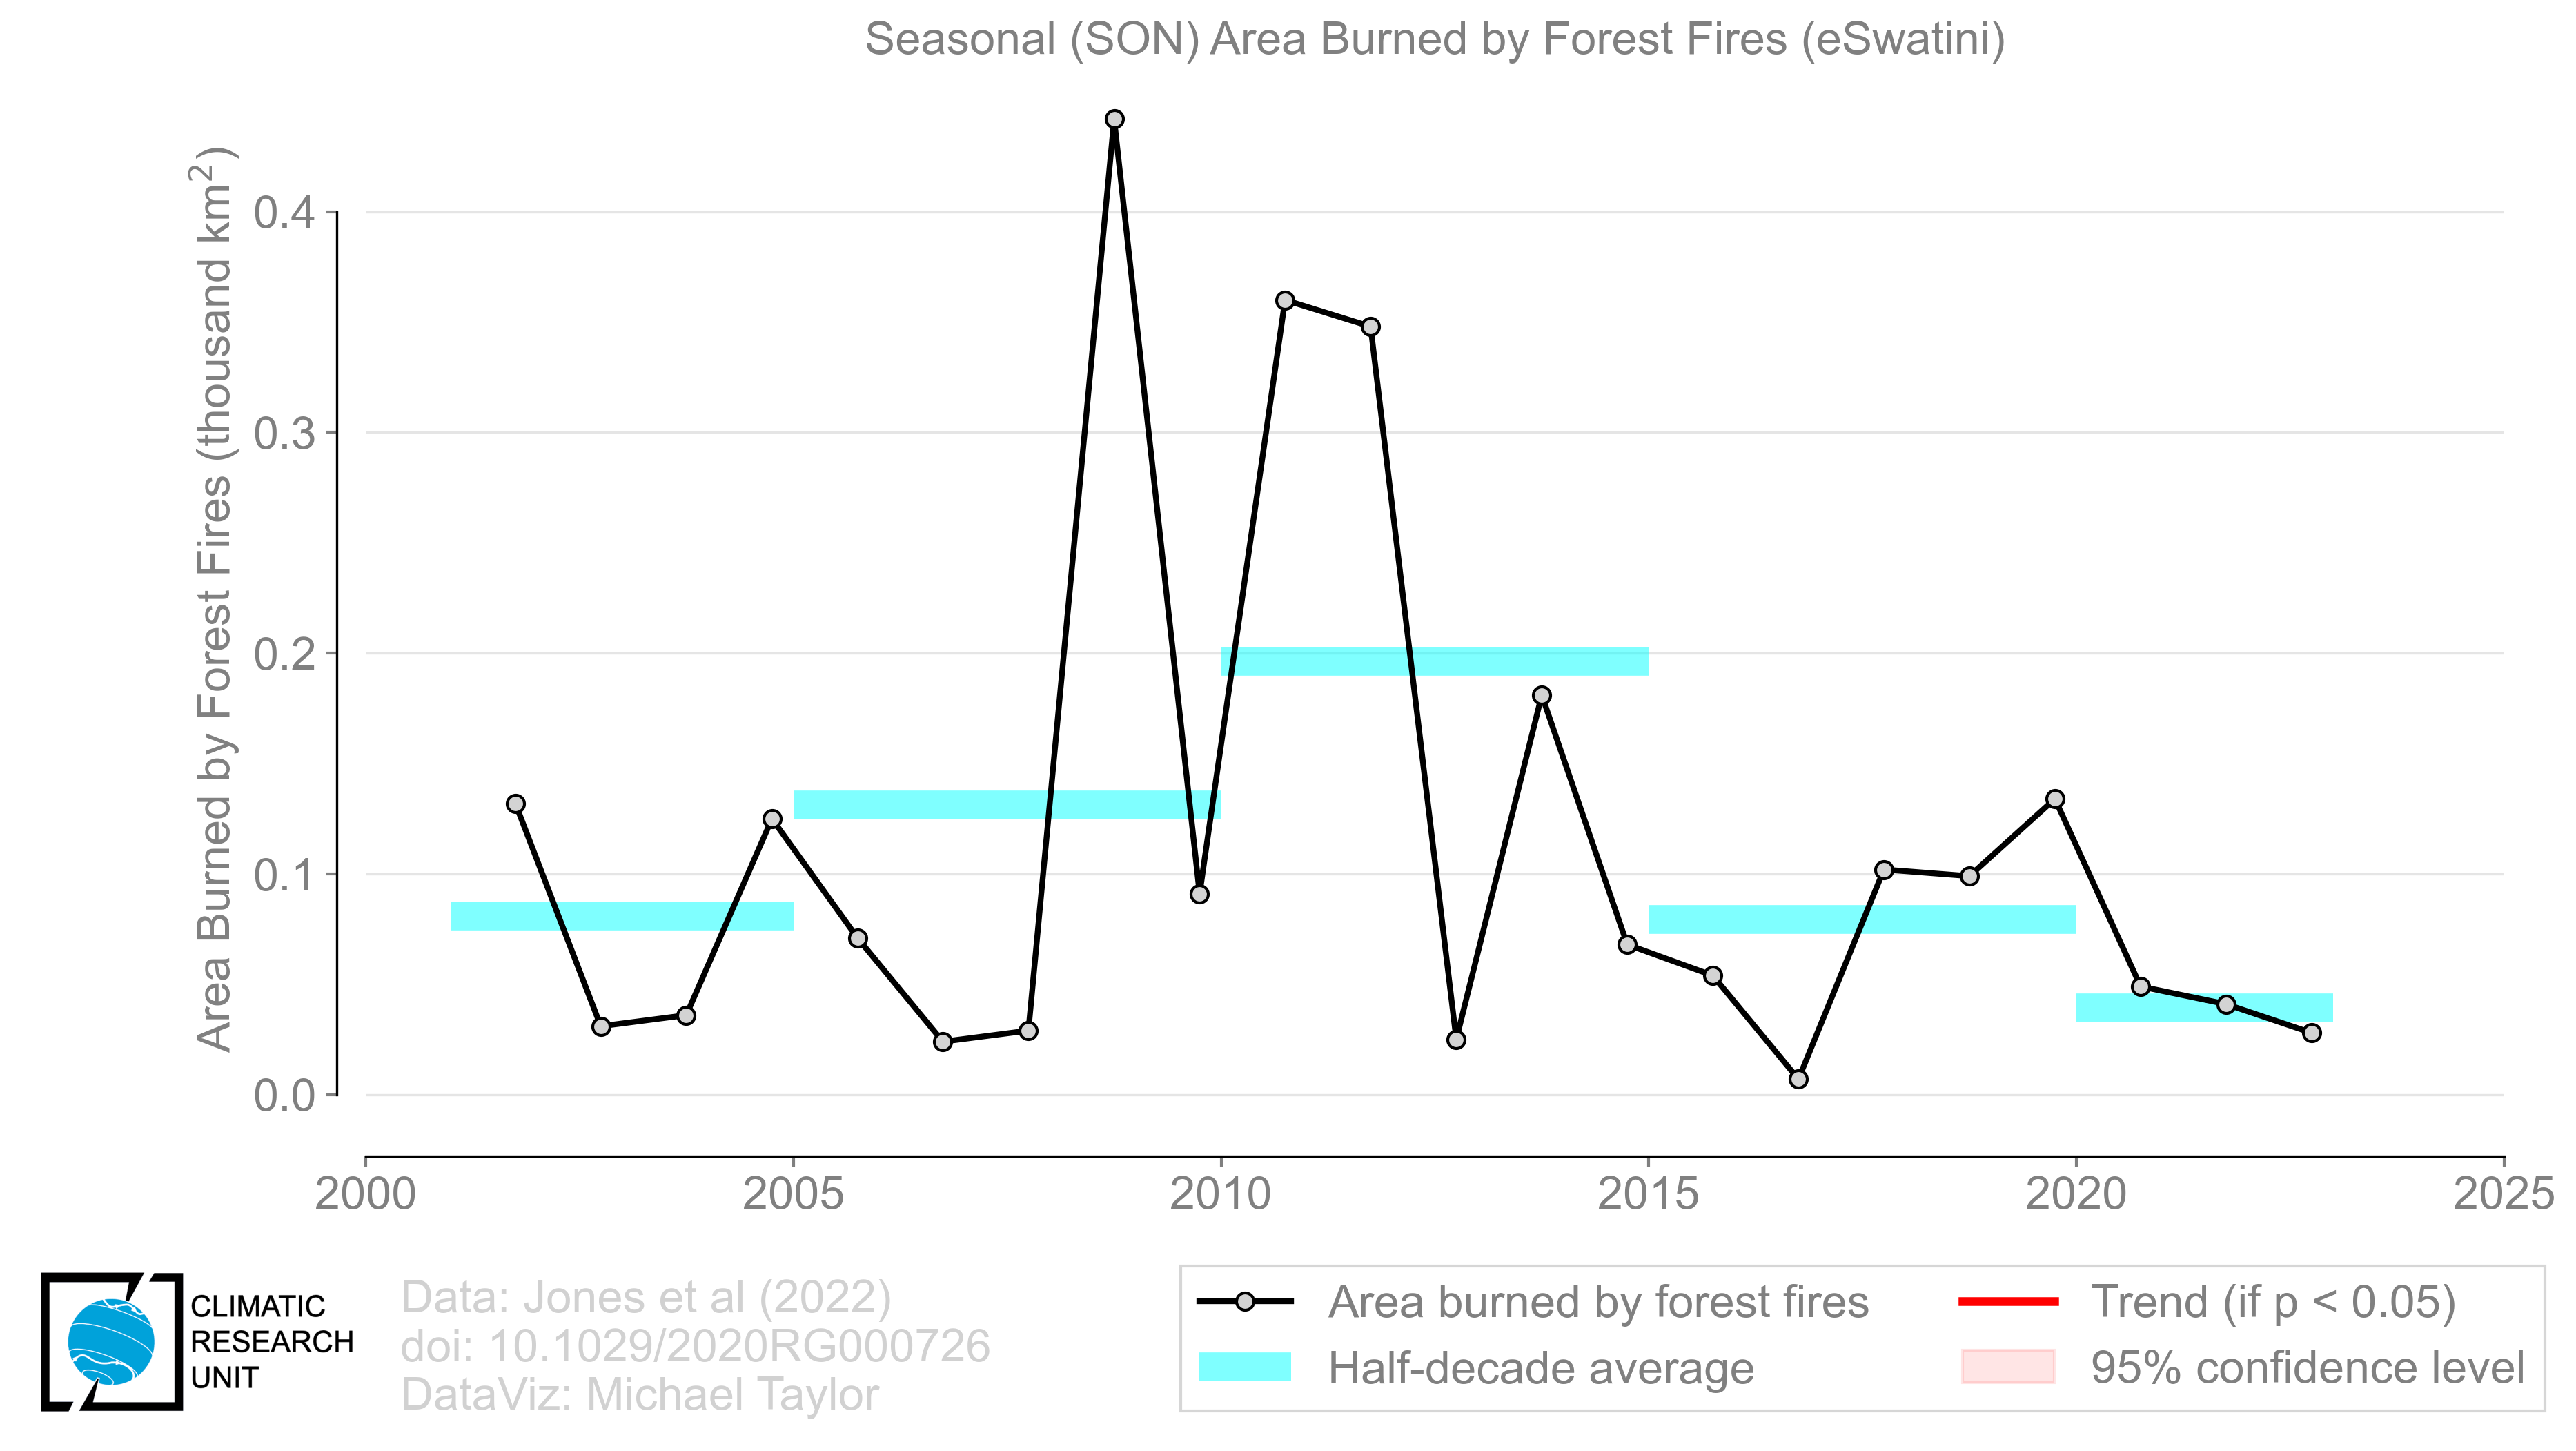 Seasonal (SON) Area Burned by Forest Fires (eSwatini)
Area Burned by Forest Fires (thousand km²)
0.4
0.3
0.2
0.1
0.0
2000 2005 2010 2015 2020 2025
CLIMATIC
RESEARCH
UNIT
Data: Jones et al (2022)
doi: 10.1029/2020RG000726
DataViz: Michael Taylor
Area burned by forest fires
Half-decade average
Trend (if p < 0.05)
95% confidence level